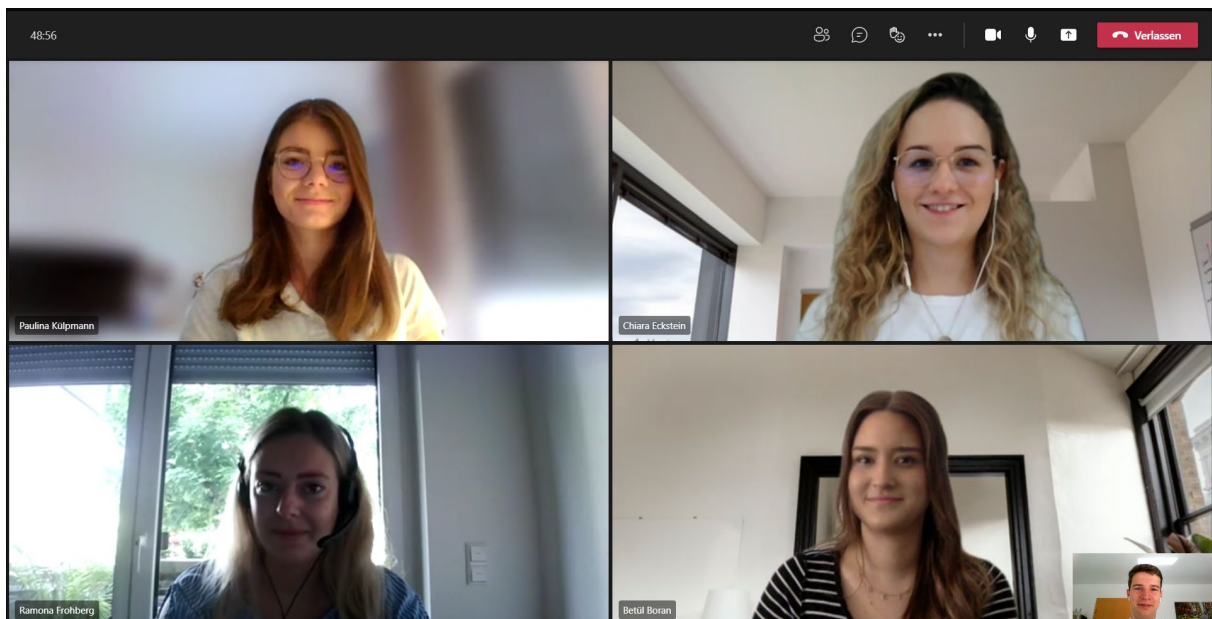 48:56
Verlassen
Paulina Külpmann
Chiara Eckstein
Ramona Frohberg
Betül Boran